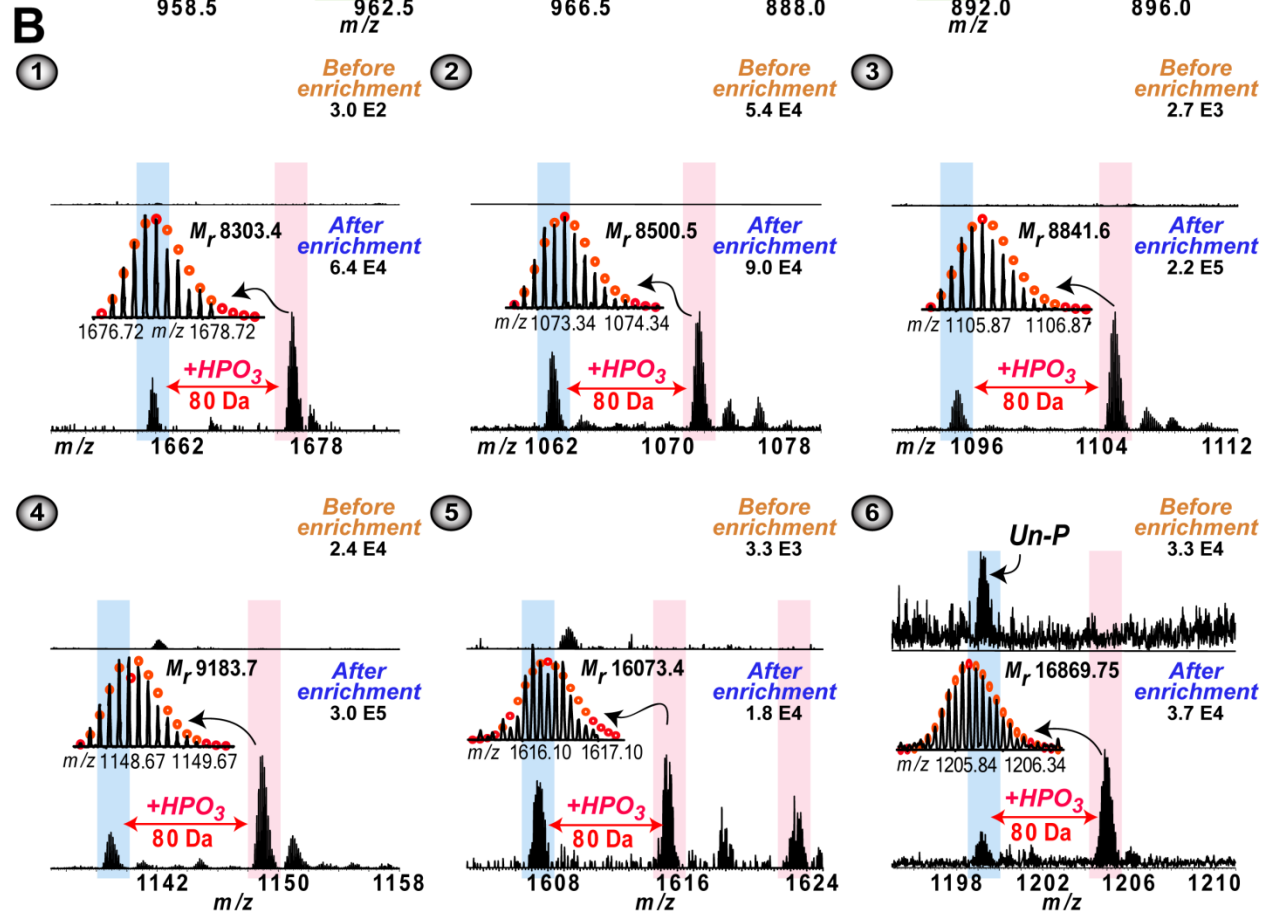 958.5 962.5 966.5 888.0 892.0 896.0
m/z m/z
B
1
Before
enrichment
3.0 E2
After
enrichment
6.4 E4
Mr 8303.4
1676.72 m/z 1678.72
+HPO3
80 Da
m/z 1662 1678
2
Before
enrichment
5.4 E4
After
enrichment
9.0 E4
Mr 8500.5
m/z 1073.34 1074.34
+HPO3
80 Da
m/z 1062 1070 1078
3
Before
enrichment
2.7 E3
After
enrichment
2.2 E5
Mr 8841.6
m/z 1105.87 1106.87
+HPO3
80 Da
m/z 1096 1104 1112
4
Before
enrichment
2.4 E4
After
enrichment
3.0 E5
Mr 9183.7
m/z 1148.67 1149.67
+HPO3
80 Da
1142 1150 1158
m/z
5
Before
enrichment
3.3 E3
After
enrichment
1.8 E4
Mr 16073.4
m/z 1616.10 1617.10
+HPO3
80 Da
1608 1616 1624
m/z
6
Before
enrichment
3.3 E4
Un-P
After
enrichment
3.7 E4
Mr 16869.75
m/z 1205.84 1206.34
+HPO3
80 Da
1198 1202 1206 1210
m/z